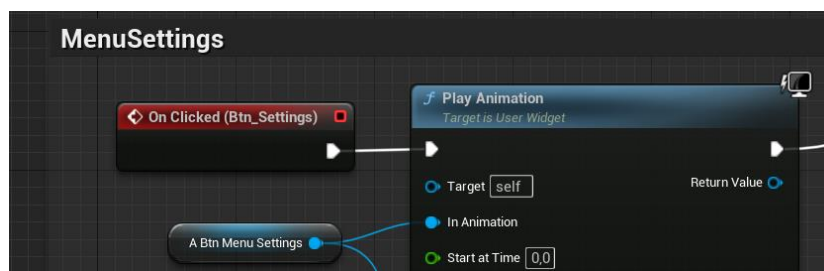 MenuSettings
On Clicked (Btn_Settings)
f Play Animation
Target is User Widget
Target self
Return Value
In Animation
A Btn Menu Settings
Start at Time 0,0